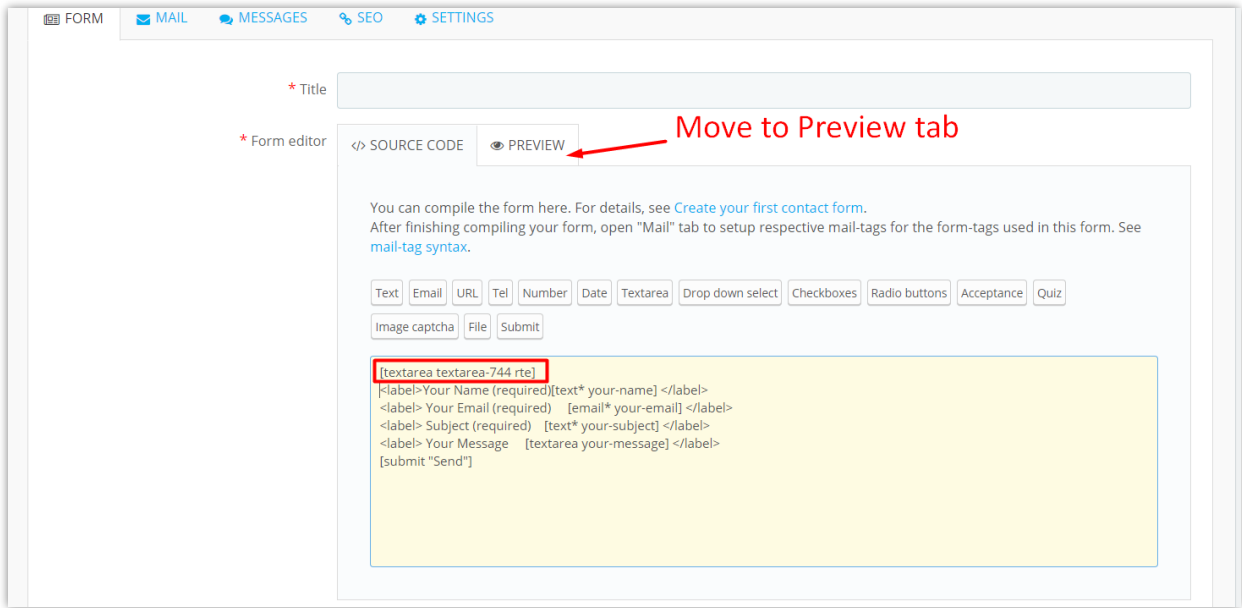 FORM MAIL MESSAGES SEO SETTINGS
* Title
Move to Preview tab
* Form editor
</> SOURCE CODE PREVIEW
You can compile the form here. For details, see Create your first contact form.
After finishing compiling your form, open "Mail" tab to setup respective mail-tags for the form-tags used in this form. See
mail-tag syntax.
Text Email URL Tel Number Date Textarea Drop down select Checkboxes Radio buttons Acceptance Quiz
Image captcha File Submit
[textarea textarea-744 rte]
<label>Your Name (required)[text* your-name] </label>
<label> Your Email (required)     [email* your-email] </label>
<label> Subject (required)    [text* your-subject] </label>
<label> Your Message     [textarea your-message] </label>
[submit "Send"]